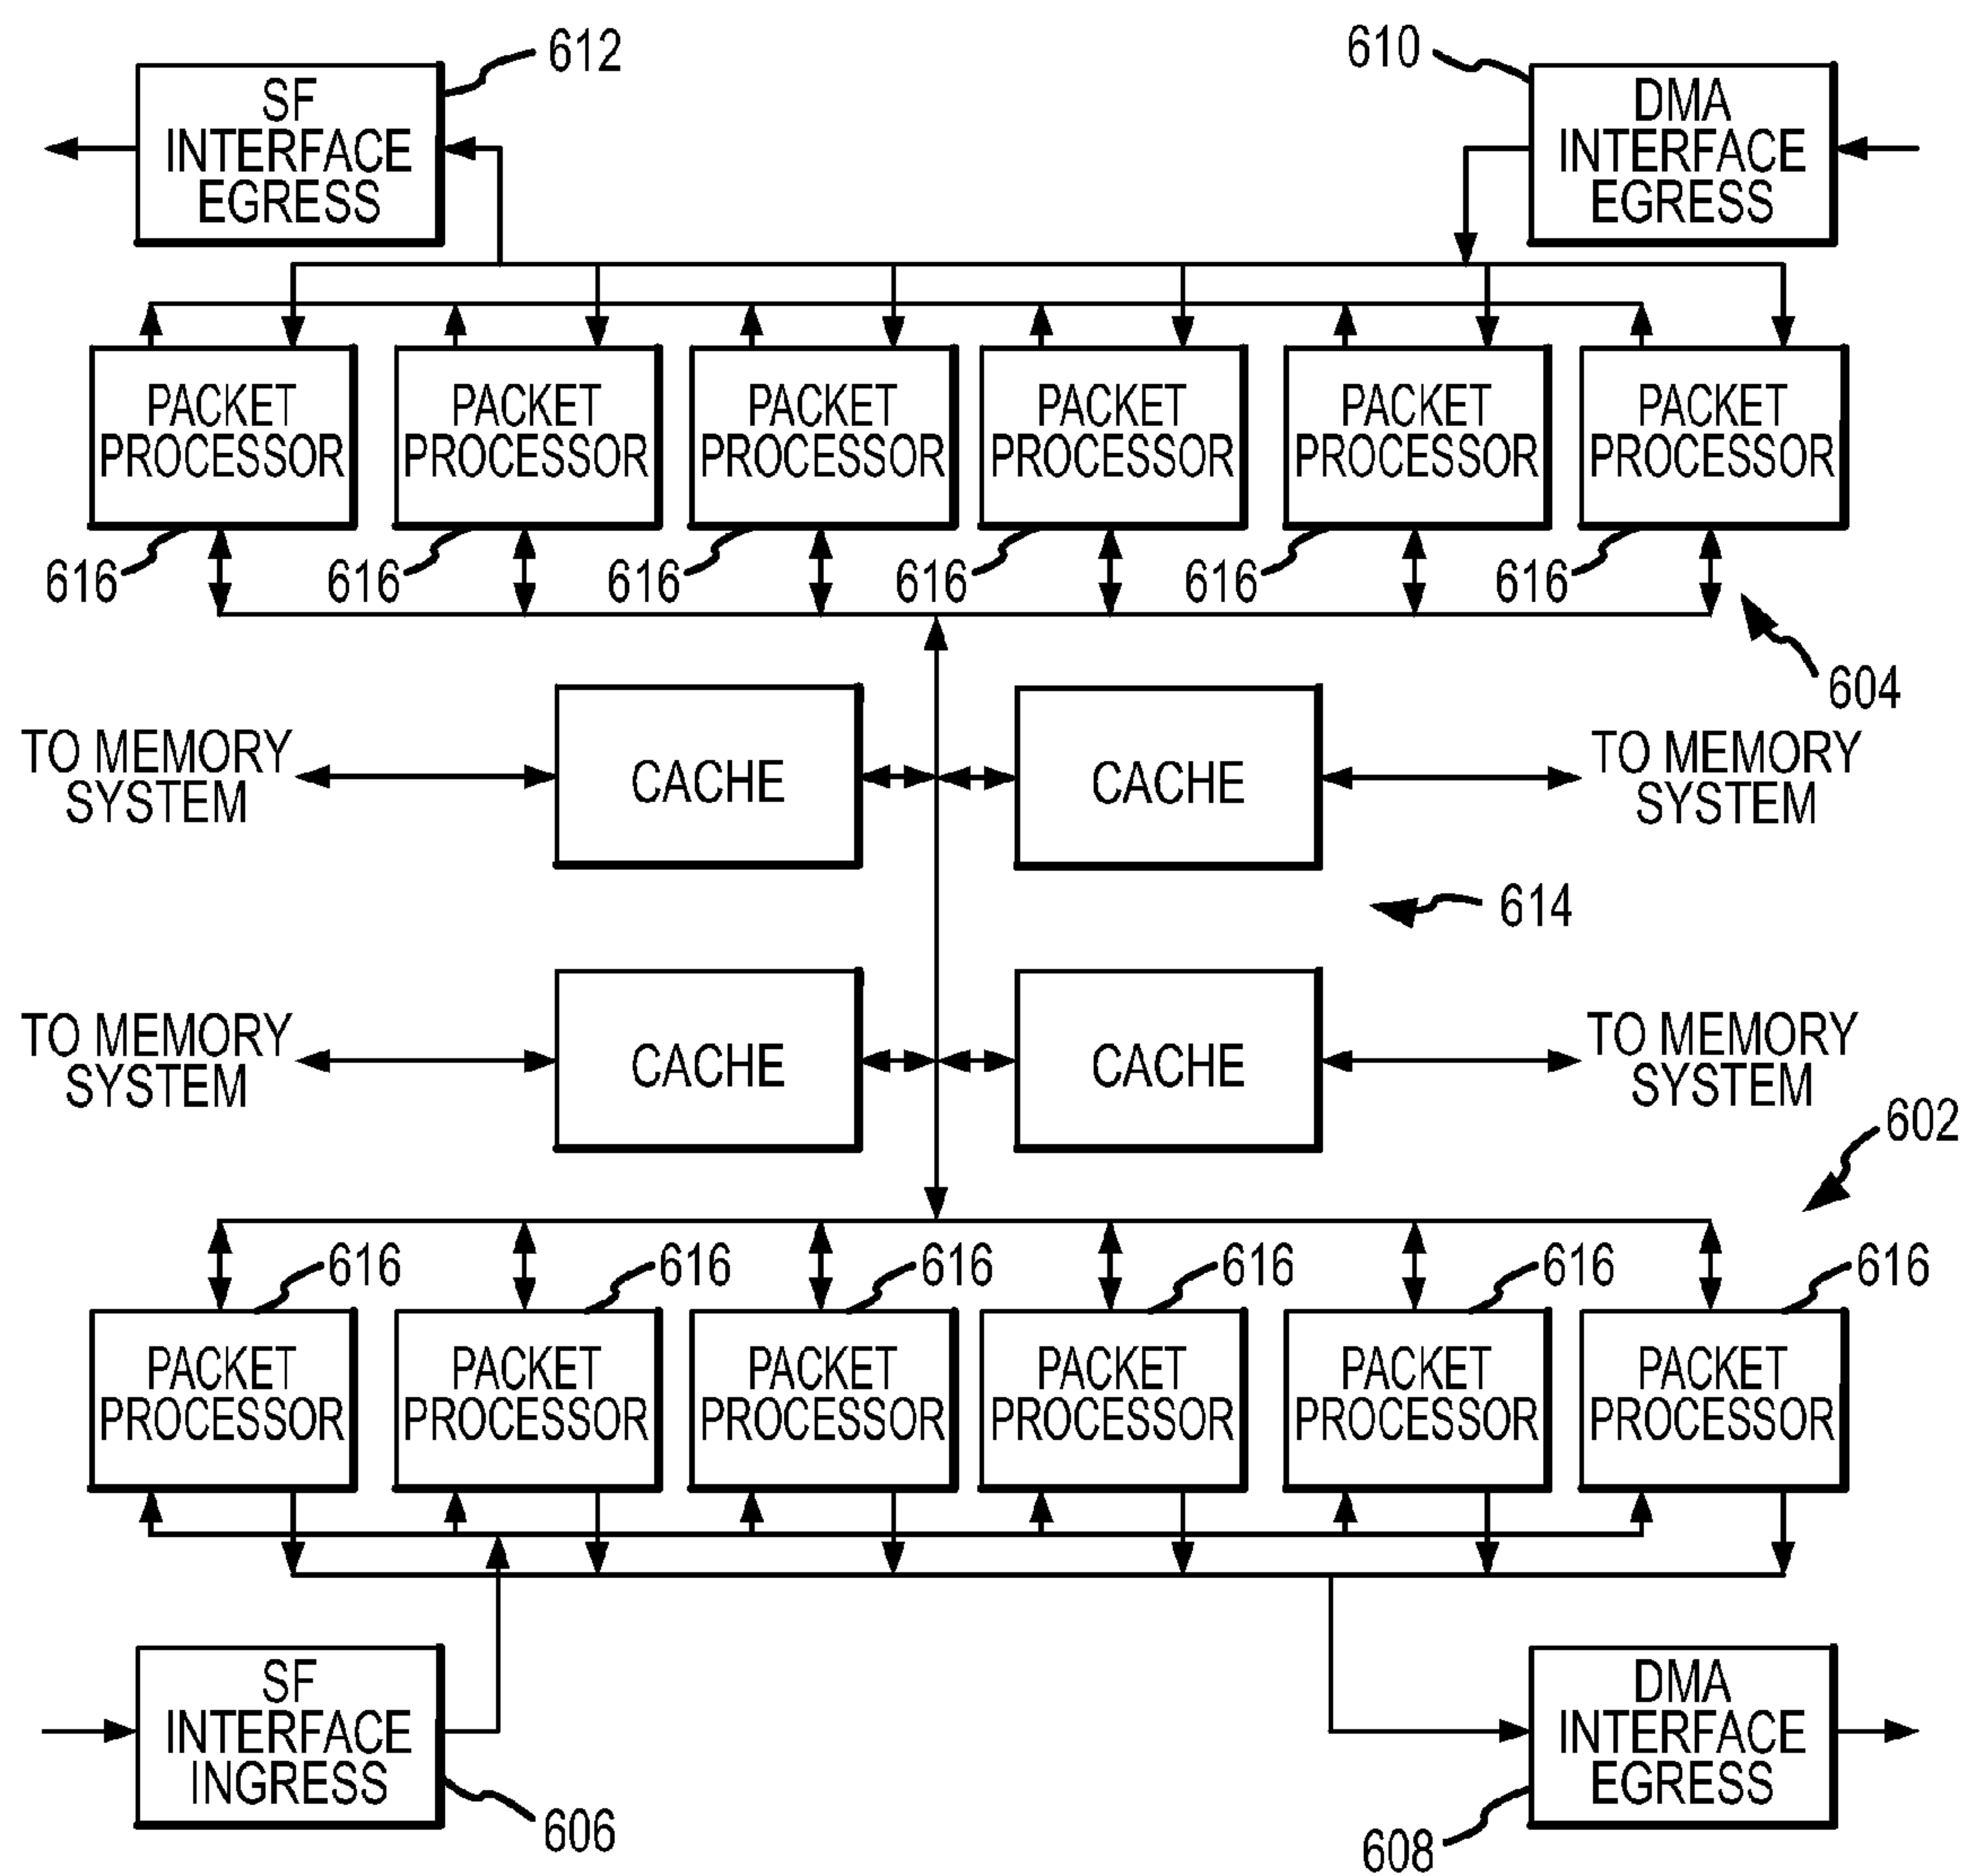 612
610
SF
INTERFACE
EGRESS
DMA
INTERFACE
EGRESS
PACKET
PROCESSOR
PACKET
PROCESSOR
PACKET
PROCESSOR
PACKET
PROCESSOR
PACKET
PROCESSOR
PACKET
PROCESSOR
616
616
616
616
616
616
604
TO MEMORY
SYSTEM
CACHE
CACHE
TO MEMORY
SYSTEM
614
TO MEMORY
SYSTEM
CACHE
CACHE
TO MEMORY
SYSTEM
602
616
616
616
616
616
616
PACKET
PROCESSOR
PACKET
PROCESSOR
PACKET
PROCESSOR
PACKET
PROCESSOR
PACKET
PROCESSOR
PACKET
PROCESSOR
SF
INTERFACE
INGRESS
DMA
INTERFACE
EGRESS
606
608